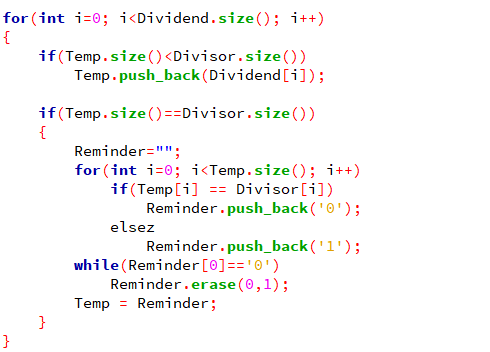 for(int i=0; i<Dividend.size(); i++)
{
    if(Temp.size()<Divisor.size())
        Temp.push_back(Dividend[i]);

    if(Temp.size()==Divisor.size())
    {
        Reminder="";
        for(int i=0; i<Temp.size(); i++)
            if(Temp[i] == Divisor[i])
                Reminder.push_back('0');
            elsez
                Reminder.push_back('1');
        while(Reminder[0]=='0')
            Reminder.erase(0,1);
        Temp = Reminder;
    }
}